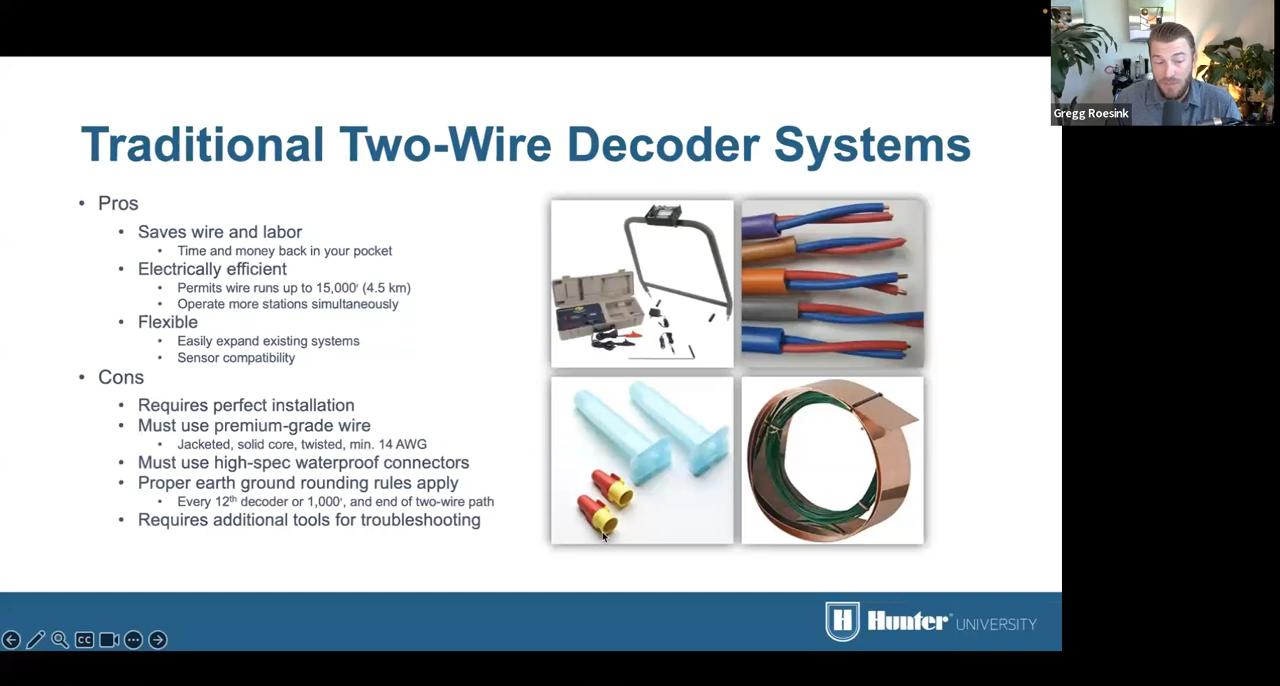 Gregg Roesink
Traditional Two-Wire Decoder Systems
• Pros
• Saves wire and labor
• Time and money back in your pocket
• Electrically efficient
• Permits wire runs up to 15,000' (4.5 km)
• Operate more stations simultaneously
• Flexible
• Easily expand existing systems
• Sensor compatibility
• Cons
• Requires perfect installation
• Must use premium-grade wire
• Jacketed, solid core, twisted, min. 14 AWG
• Must use high-spec waterproof connectors
• Proper earth ground rounding rules apply
• Every 12th decoder or 1,000', and end of two-wire path
• Requires additional tools for troubleshooting
H Hunter® UNIVERSITY
CC